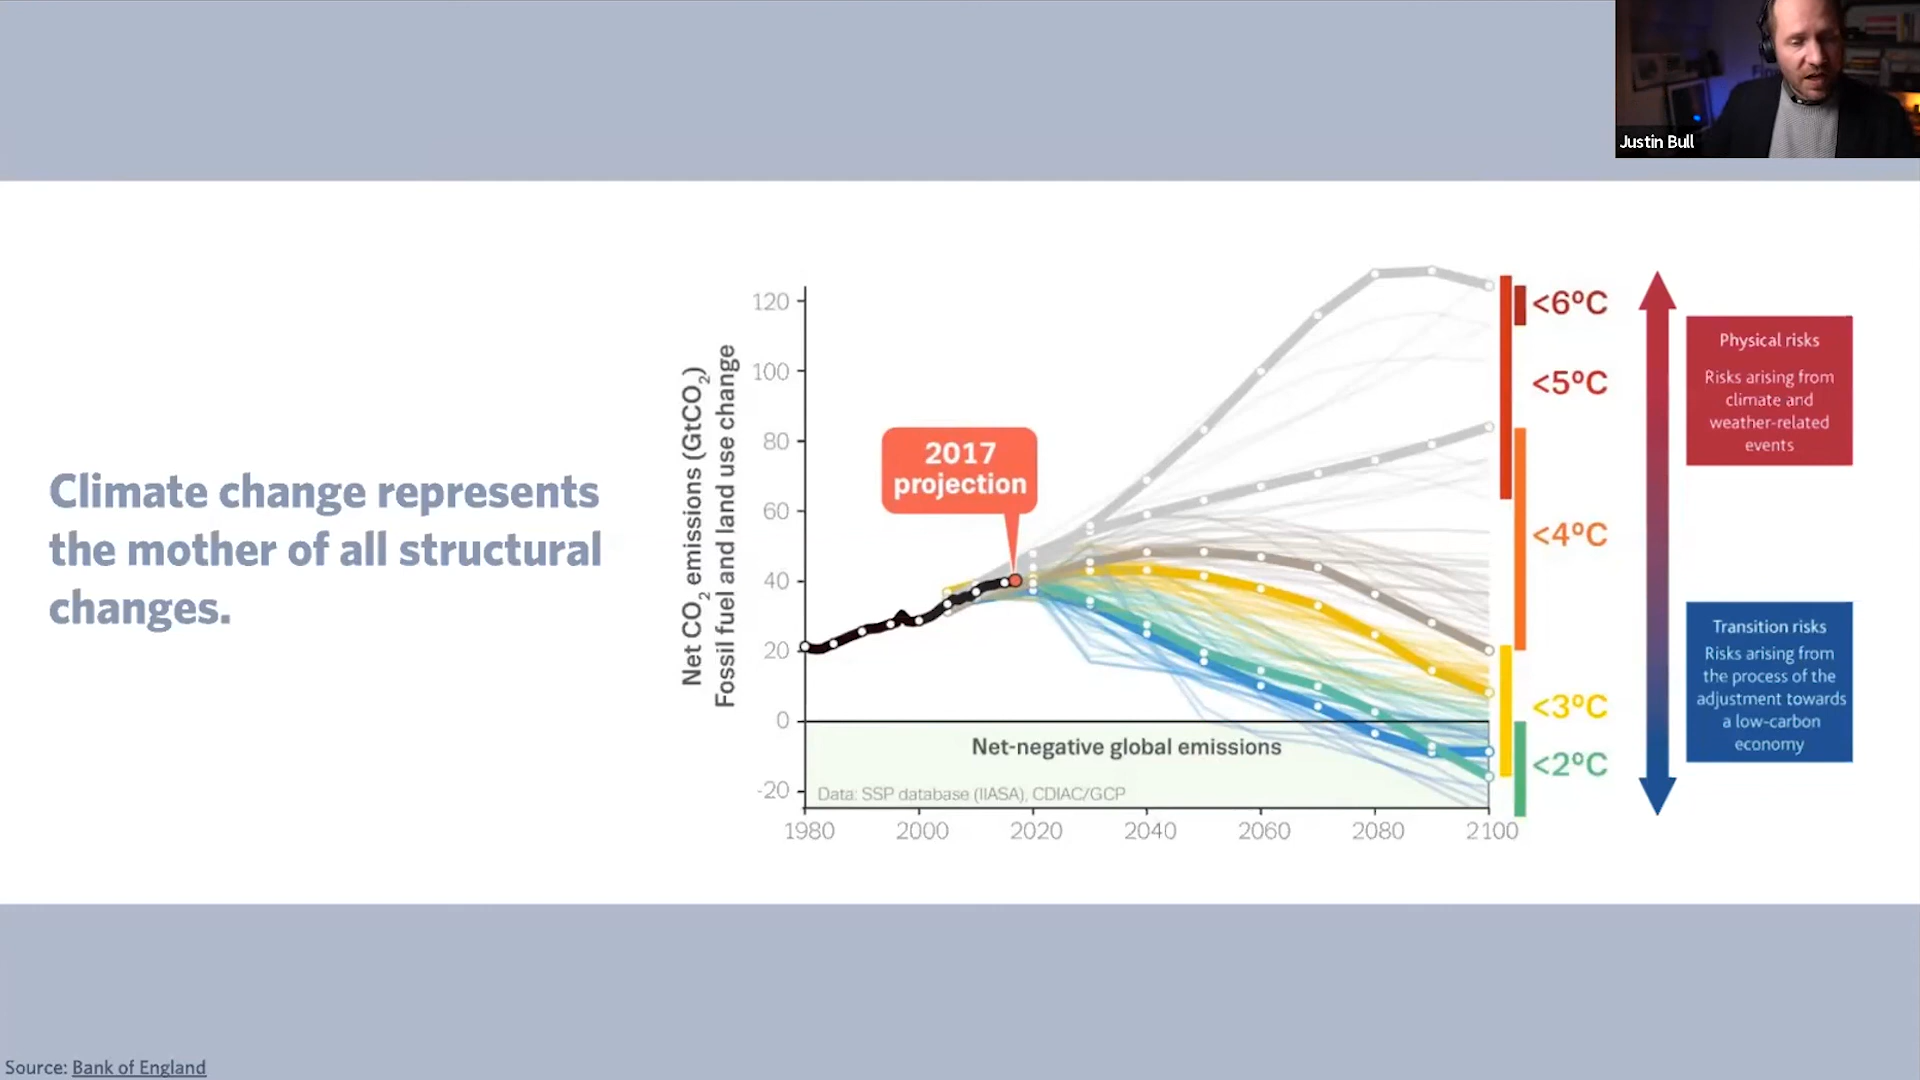 Justin Bull
Climate change represents
the mother of all structural
changes.
Net CO2 emissions (GtCO2)
Fossil fuel and land use change
120
100
80
60
40
20
0
-20
2017
projection
Net-negative global emissions
Data: SSP database (IIASA), CDIAC/GCP
1980
2000
2020
2040
2060
2080
2100
<6°C
<5°C
<4°C
<3°C
<2°C
Physical risks
Risks arising from
climate and
weather-related
events
Transition risks
Risks arising from
the process of the
adjustment towards
a low-carbon
economy
Source: Bank of England